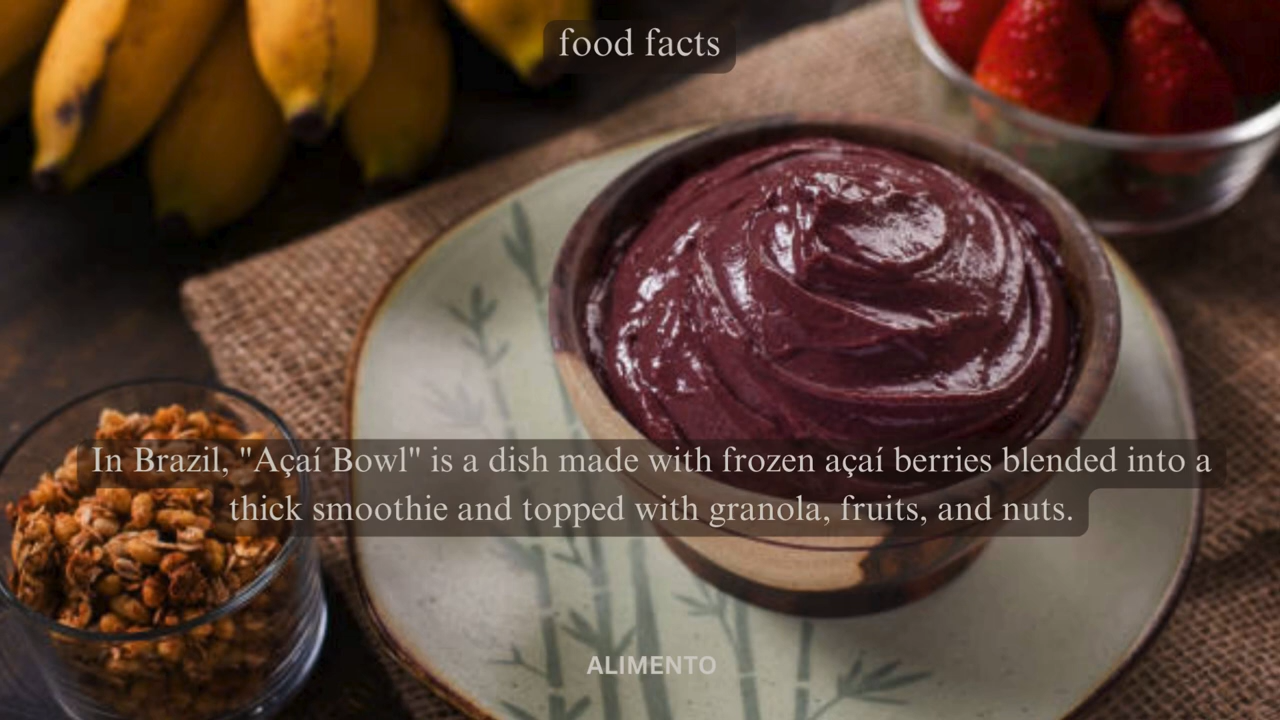 food facts
In Brazil, "Açaí Bowl" is a dish made with frozen açaí berries blended into a
thick smoothie and topped with granola, fruits, and nuts.
ALIMENTO